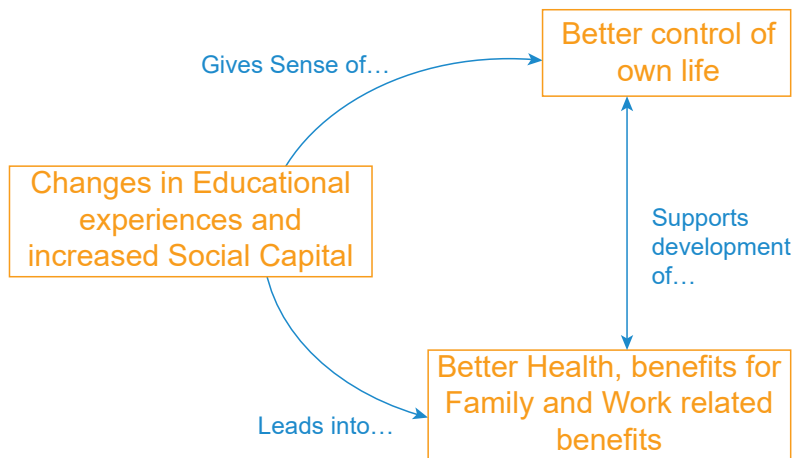 Better control of
own life
Gives Sense of…
Changes in Educational
experiences and
increased Social Capital
Supports
development
of…
Better Health, benefits for
Family and Work related
benefits
Leads into…